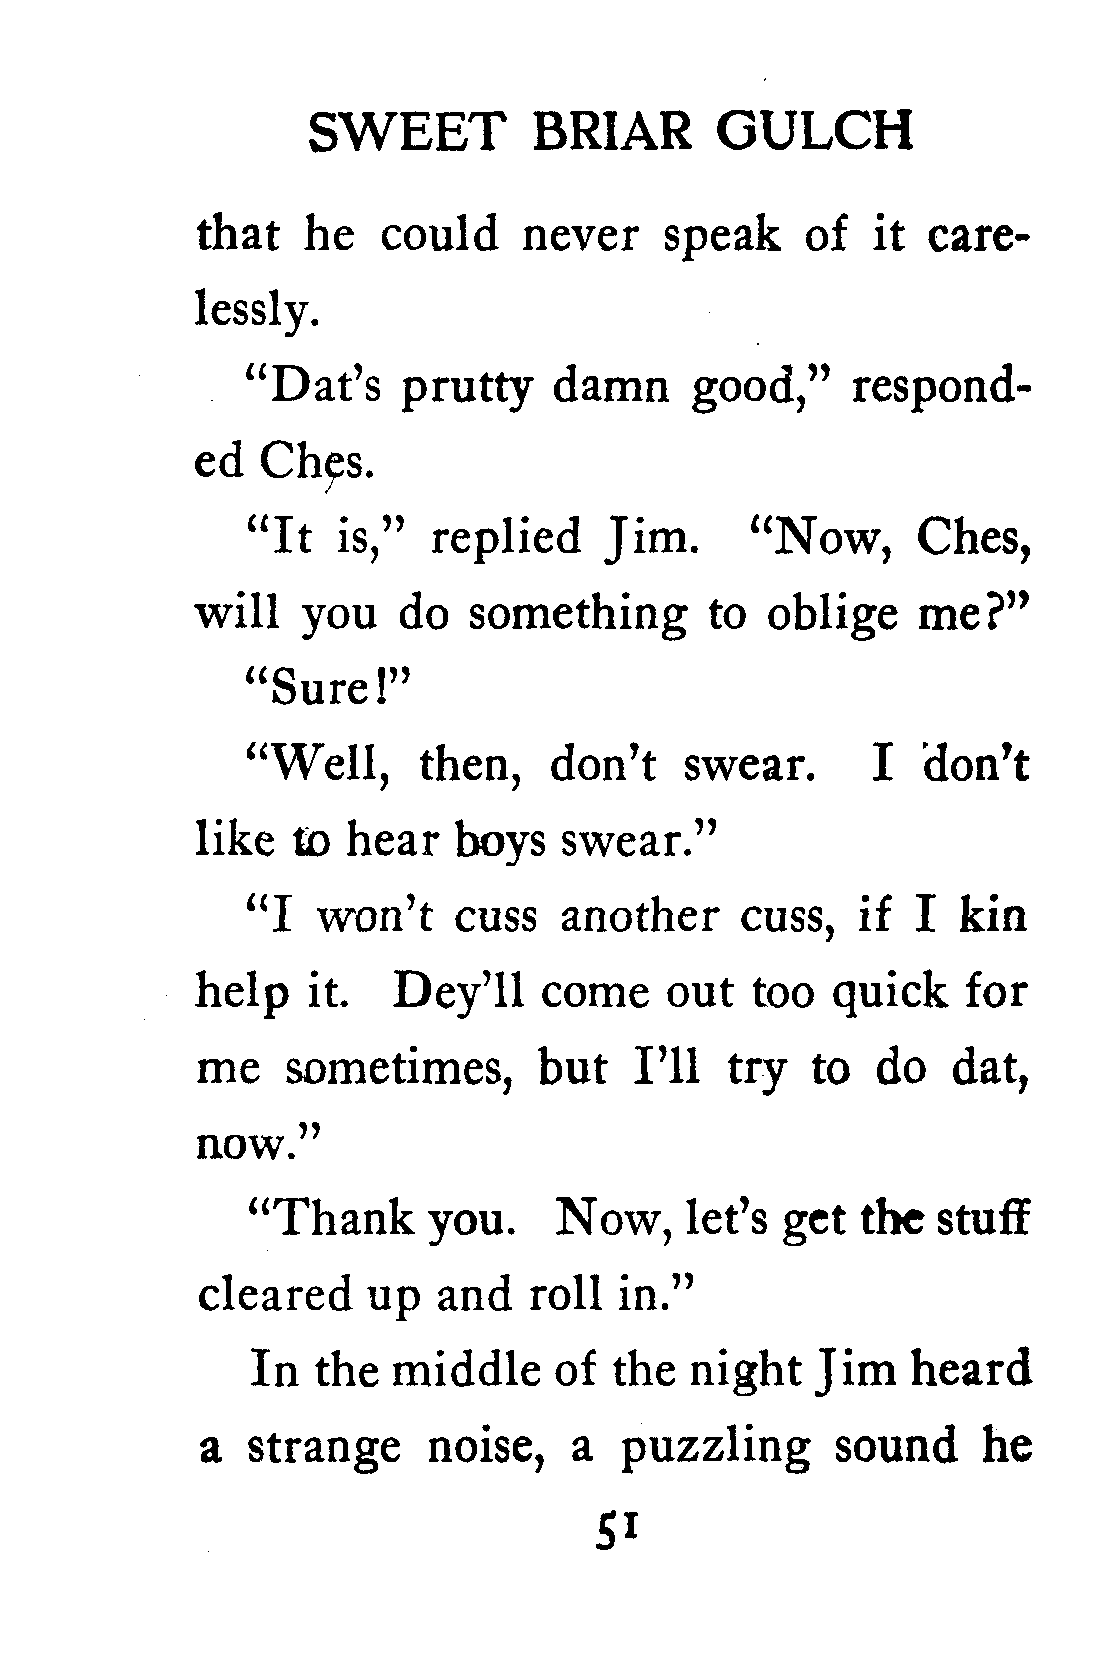 SWEET BRIAR GULCH
that he could never speak of it care-
lessly.
"Dat's prutty damn good," respond-
ed Ches.
"It is," replied Jim. "Now, Ches,
will you do something to oblige me?"
"Sure!"
"Well, then, don't swear. I don't
like to hear boys swear."
"I won't cuss another cuss, if I kin
help it. Dey'll come out too quick for
me sometimes, but I'll try to do dat,
now."
"Thank you. Now, let's get the stuff
cleared up and roll in."
In the middle of the night Jim heard
a strange noise, a puzzling sound he
51